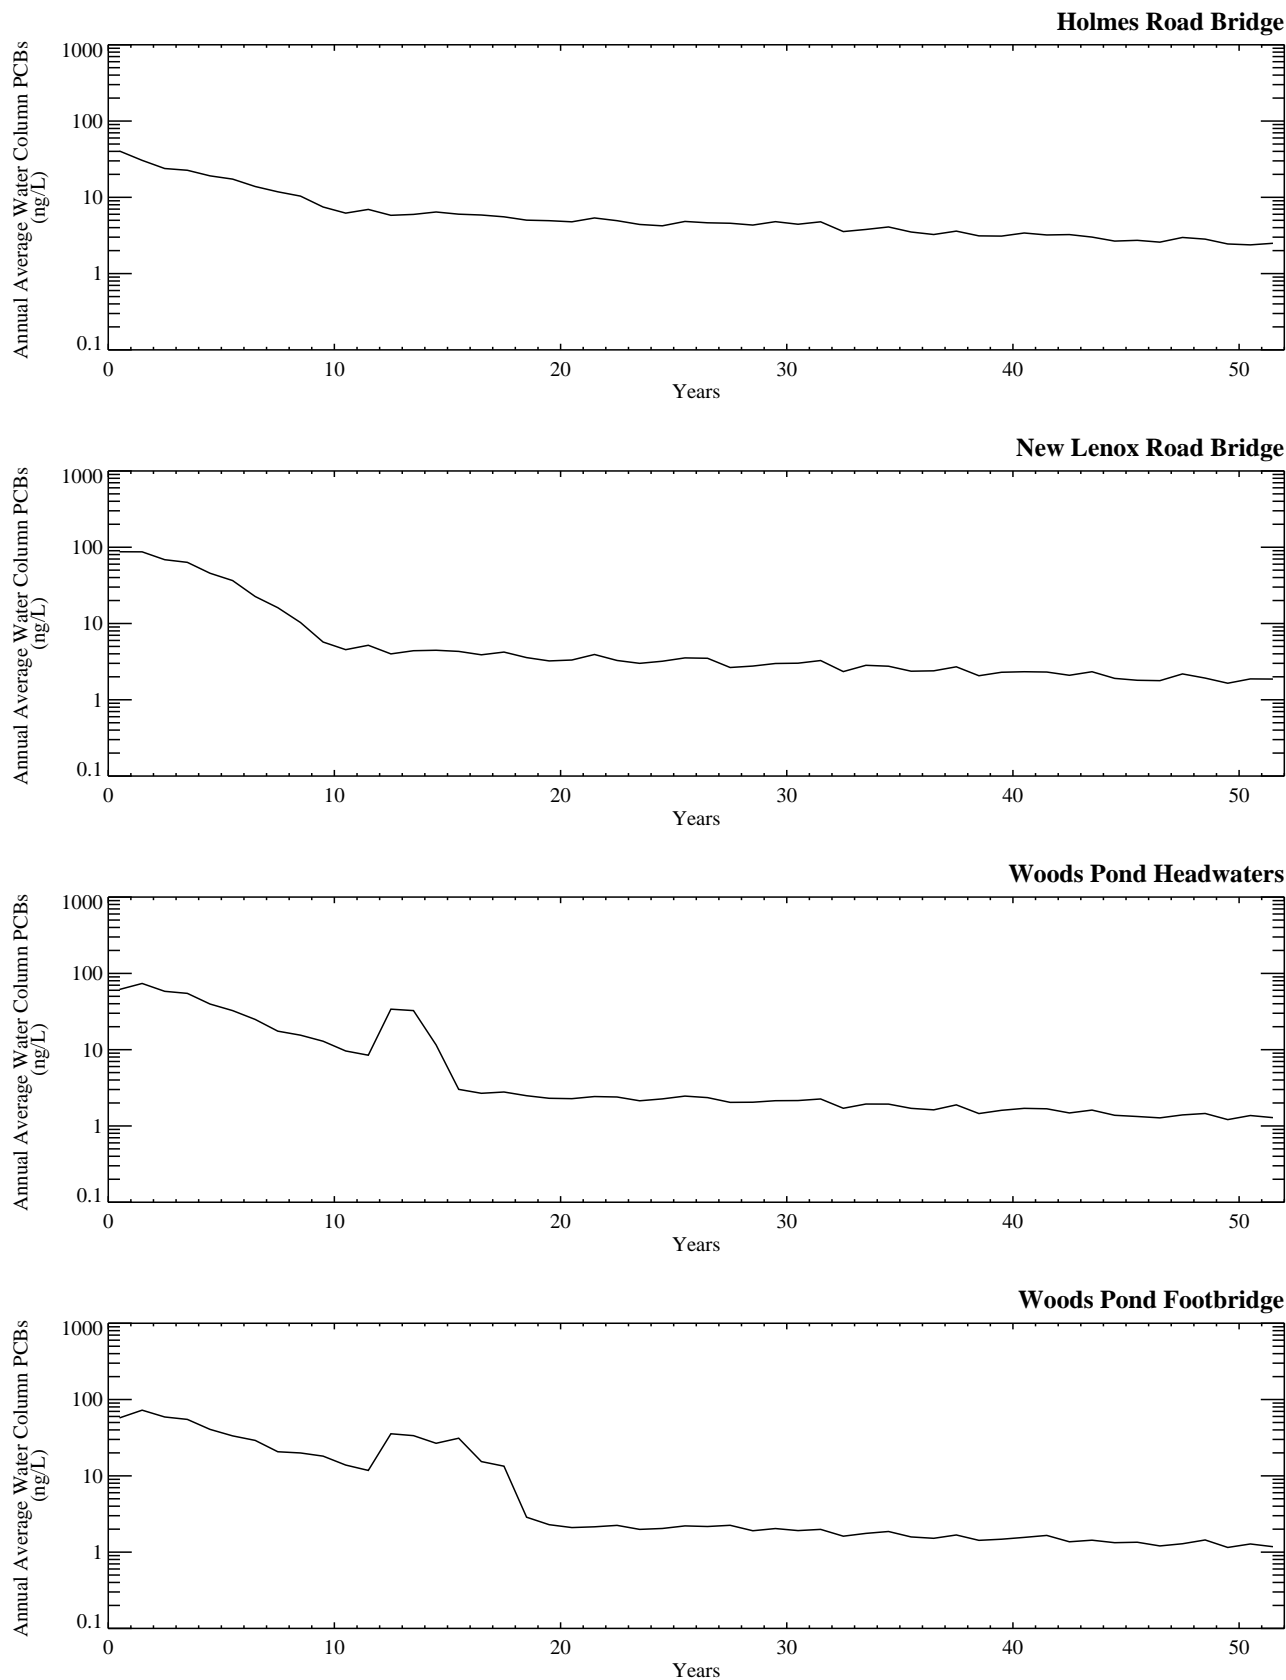 Holmes Road Bridge
Annual Average Water Column PCBs
(ng/L)
1000
100
10
1
0.1
0 10 20 30 40 50
Years
New Lenox Road Bridge
Annual Average Water Column PCBs
(ng/L)
1000
100
10
1
0.1
0 10 20 30 40 50
Years
Woods Pond Headwaters
Annual Average Water Column PCBs
(ng/L)
1000
100
10
1
0.1
0 10 20 30 40 50
Years
Woods Pond Footbridge
Annual Average Water Column PCBs
(ng/L)
1000
100
10
1
0.1
0 10 20 30 40 50
Years